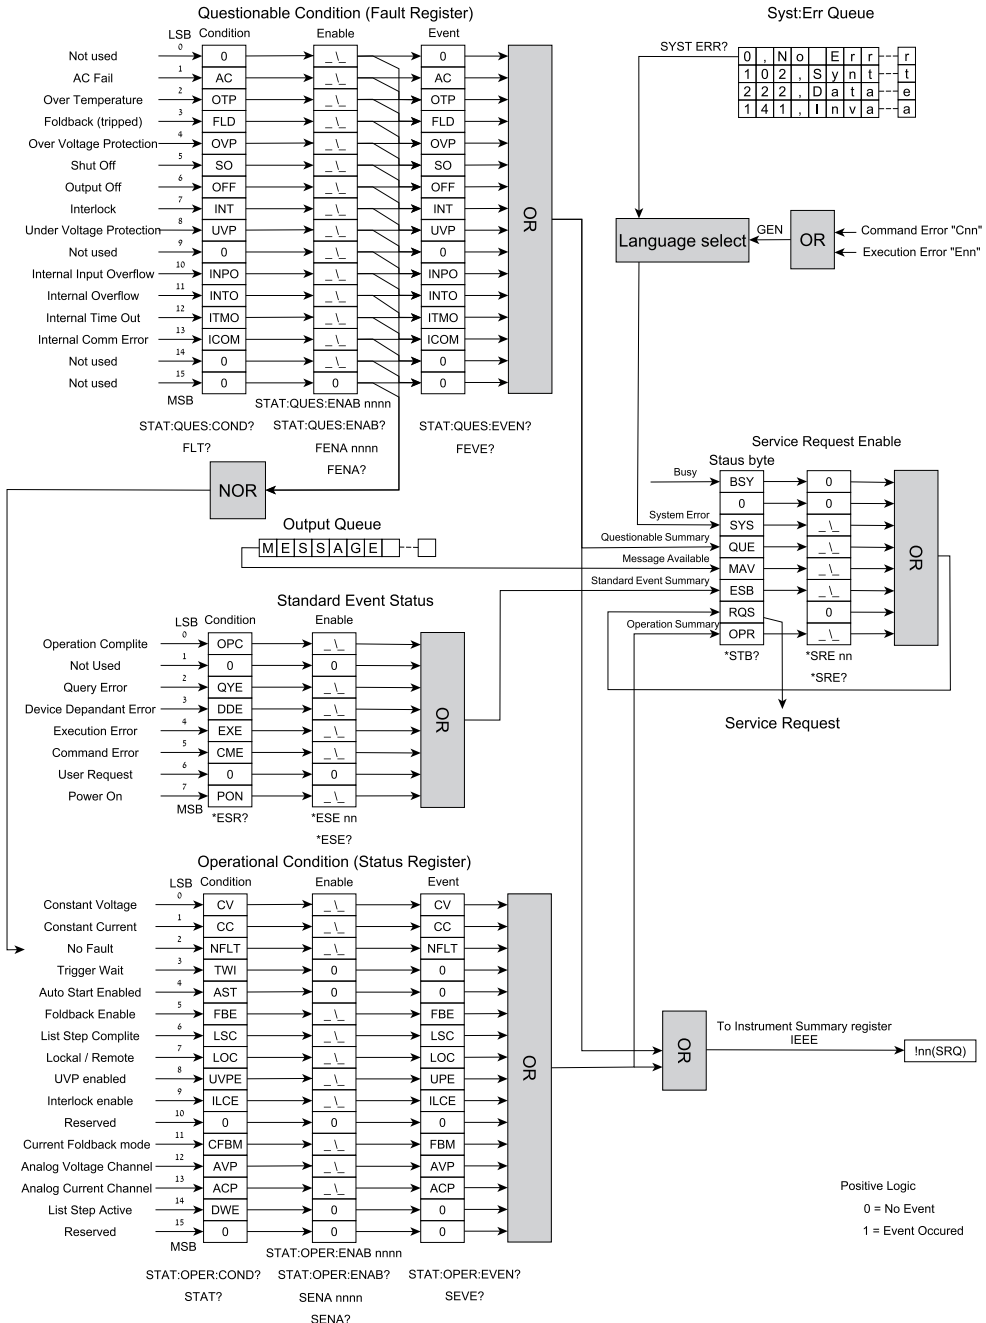 Questionable Condition (Fault Register)
LSB Condition Enable Event
Not used 0 0 _\_ 0
AC Fail 1 AC _\_ AC
Over Temperature 2 OTP _\_ OTP
Foldback (tripped) 3 FLD _\_ FLD
Over Voltage Protection 4 OVP _\_ OVP
Shut Off 5 SO _\_ SO
Output Off 6 OFF _\_ OFF
Interlock 7 INT _\_ INT
Under Voltage Protection 8 UVP _\_ UVP
Not used 9 0 _\_ 0
Internal Input Overflow 10 INPO _\_ INPO
Internal Overflow 11 INTO _\_ INTO
Internal Time Out 12 ITMO _\_ ITMO
Internal Comm Error 13 ICOM _\_ ICOM
Not used 14 0 _\_ 0
Not used 15 0 0 0
MSB
OR
STAT:QUES:ENAB nnnn
STAT:QUES:COND? STAT:QUES:ENAB? STAT:QUES:EVEN?
FLT? FENA nnnn FEVE?
FENA?
Syst:Err Queue
SYST ERR?
0 , N o E r r --- r
1 0 2 , S y n t --- t
2 2 2 , D a t a --- e
1 4 1 , I n v a --- a
Language select
GEN
OR
Command Error "Cnn"
Execution Error "Enn"
NOR
Output Queue
M E S S A G E ---
Service Request Enable
Staus byte
Busy BSY 0
0 0
System Error SYS _\_
Questionable Summary QUE _\_
Message Available MAV _\_
Standard Event Summary ESB _\_
RQS 0
Operation Summary OPR _\_
OR
*STB? *SRE nn
*SRE?
Service Request
Standard Event Status
LSB Condition Enable
Operation Complite 0 OPC _\_
Not Used 1 0 0
Query Error 2 QYE _\_
Device Dependant Error 3 DDE _\_
Execution Error 4 EXE _\_
Command Error 5 CME _\_
User Request 6 0 0
Power On 7 PON _\_
MSB
OR
*ESR? *ESE nn
*ESE?
Operational Condition (Status Register)
LSB Condition Enable Event
Constant Voltage 0 CV _\_ CV
Constant Current 1 CC _\_ CC
No Fault 2 NFLT _\_ NFLT
Trigger Wait 3 TWI 0 0
Auto Start Enabled 4 AST 0 0
Foldback Enable 5 FBE _\_ FBE
List Step Complite 6 LSC _\_ LSC
Lockal / Remote 7 LOC _\_ LOC
UVP enabled 8 UVPE _\_ UPE
Interlock enable 9 ILCE _\_ ILCE
Reserved 10 0 0 0
Current Foldback mode 11 CFBM _\_ FBM
Analog Voltage Channel 12 AVP _\_ AVP
Analog Current Channel 13 ACP _\_ ACP
List Step Active 14 DWE 0 0
Reserved 15 0 0 0
MSB
OR
STAT:OPER:ENAB nnnn
STAT:OPER:COND? STAT:OPER:ENAB? STAT:OPER:EVEN?
STAT? SENA nnnn SEVE?
SENA?
OR
To Instrument Summary register
IEEE
!nn(SRQ)
Positive Logic
0 = No Event
1 = Event Occured